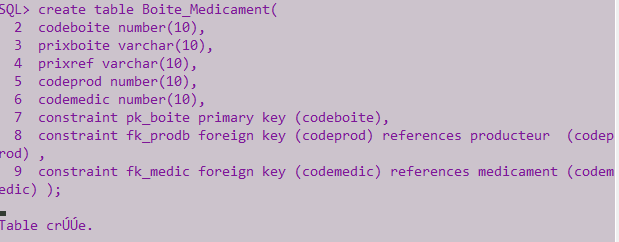 SQL> create table Boite_Medicament(
2 codeboite number(10),
3 prixboite varchar(10),
4 prixref varchar(10),
5 codeprod number(10),
6 codemedic number(10),
7 constraint pk_boite primary key (codeboite),
8 constraint fk_prodb foreign key (codeprod) references producteur (codep
rod) ,
9 constraint fk_medic foreign key (codemedic) references medicament (codem
edic) );
Table crÚÚe.